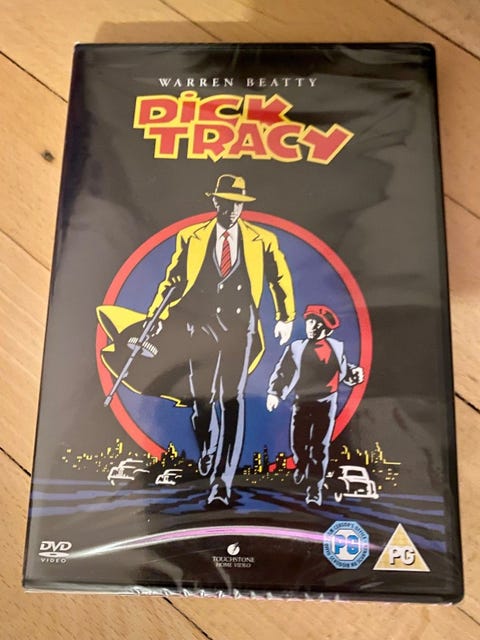 WARREN BEATTY
DiCK
TRACY
DVD
VIDEO
TOUCHSTONE
HOME VIDEO
PG
PG